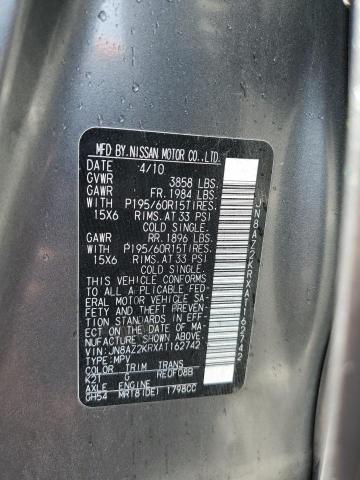 MFD BY. NISSAN MOTOR CO., LTD.
DATE 4/10
GVWR 3858 LBS.
GAWR FR. 1984 LBS.
WITH P195/60R15TIRES.
15X6 RIMS. AT 33 PSI
COLD SINGLE.
GAWR RR. 1896 LBS.
WITH P195/60R15TIRES.
15X6 RIMS. AT 33 PSI
COLD SINGLE.
THIS VEHICLE CONFORMS
TO ALL APPLICABLE FED-
ERAL MOTOR VEHICLE SA-
FETY AND THEFT PREVEN-
TION STANDARDS IN EF-
FECT ON THE DATE OF MA-
NUFACTURE SHOWN ABOVE.
VIN: JN8AZ2KRXAT162742
TYPE: MPV
COLOR TRIM TRANS
K21 G RE0F08B
AXLE ENGINE
GH54 MRT8(DE) 1798CC
JN8AZ2KRXAT162742